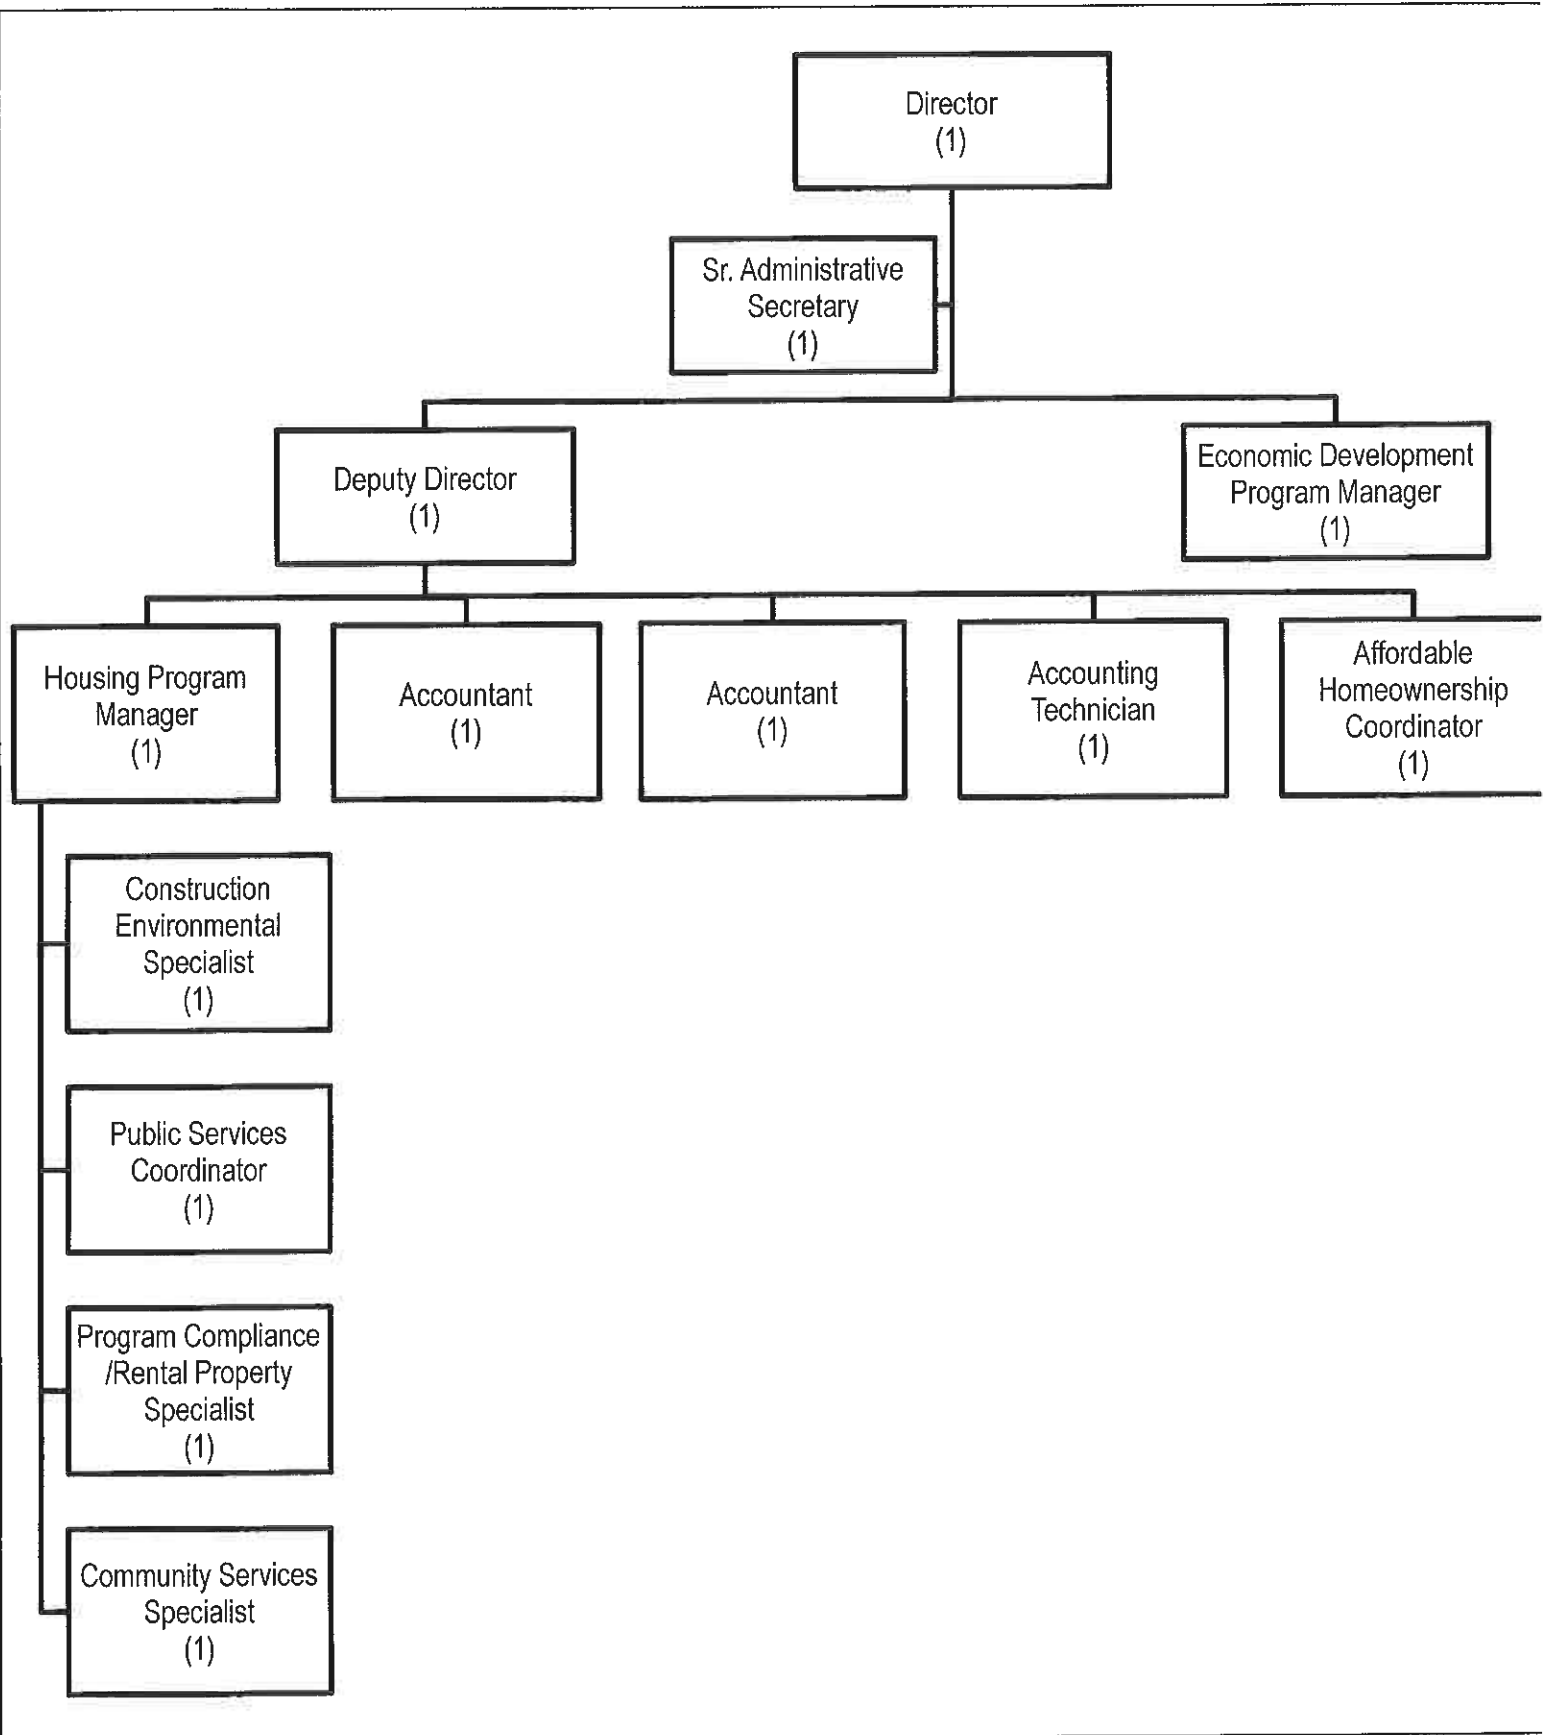 Director
(1)
Sr. Administrative
Secretary
(1)
Deputy Director
(1)
Economic Development
Program Manager
(1)
Housing Program
Manager
(1)
Accountant
(1)
Accountant
(1)
Accounting
Technician
(1)
Affordable
Homeownership
Coordinator
(1)
Construction
Environmental
Specialist
(1)
Public Services
Coordinator
(1)
Program Compliance
/Rental Property
Specialist
(1)
Community Services
Specialist
(1)